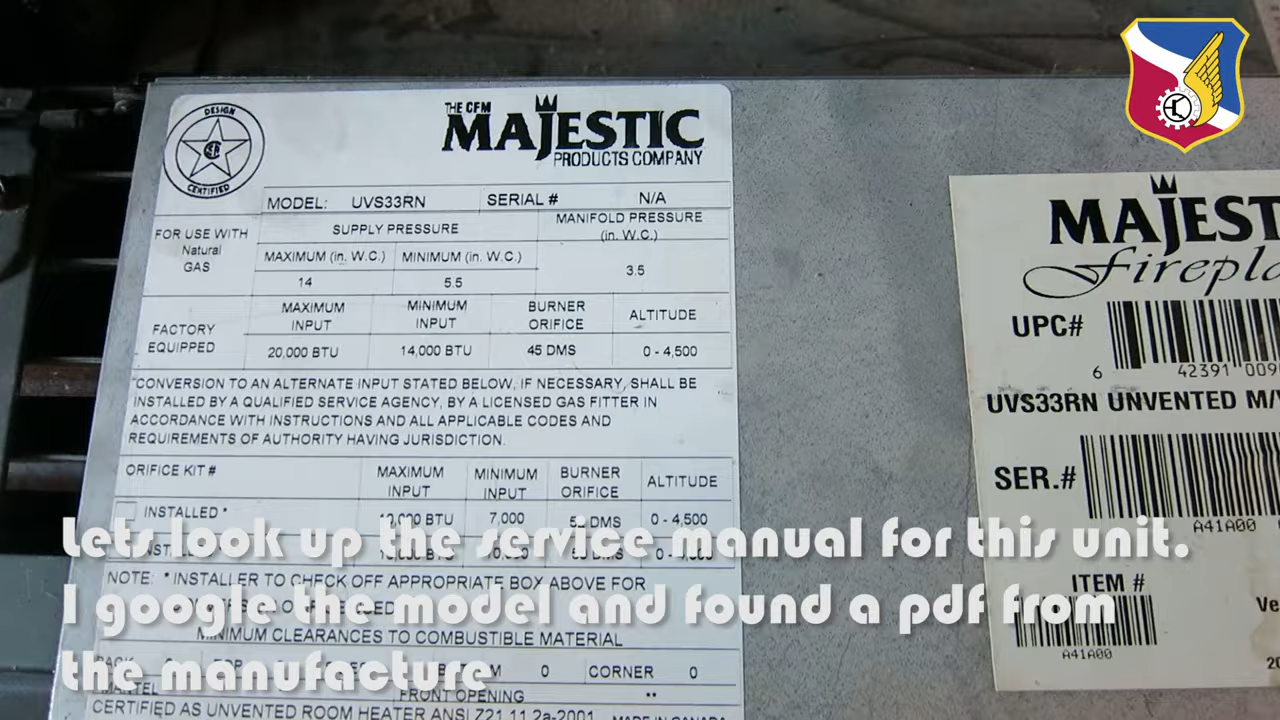 DESIGN
CERTIFIED
THE CFM
MAJESTIC
PRODUCTS COMPANY
MODEL: UVS33RN SERIAL # N/A
FOR USE WITH
Natural
GAS
SUPPLY PRESSURE
MANIFOLD PRESSURE
(in. W.C.)
MAXIMUM (in. W.C.) MINIMUM (in. W.C.)
14 5.5 3.5
FACTORY
EQUIPPED
MAXIMUM
INPUT
MINIMUM
INPUT
BURNER
ORIFICE
ALTITUDE
20,000 BTU 14,000 BTU 45 DMS 0 - 4,500
*CONVERSION TO AN ALTERNATE INPUT STATED BELOW, IF NECESSARY, SHALL BE
INSTALLED BY A QUALIFIED SERVICE AGENCY, BY A LICENSED GAS FITTER IN
ACCORDANCE WITH INSTRUCTIONS AND ALL APPLICABLE CODES AND
REQUIREMENTS OF AUTHORITY HAVING JURISDICTION.
ORIFICE KIT #
MAXIMUM
INPUT
MINIMUM
INPUT
BURNER
ORIFICE
ALTITUDE
INSTALLED * BTU 7,000 DMS 0 - 4,500
BTU DMS
NOTE: * INSTALLER TO CHECK OFF APPROPRIATE BOX ABOVE FOR
MINIMUM CLEARANCES TO COMBUSTIBLE MATERIAL
0 CORNER 0
FRONT OPENING **
CERTIFIED AS UNVENTED ROOM HEATER ANSI Z21.11.2a-2001 MADE IN CANADA
MAJEST
Firepla
UPC#
6 42391 009
UVS33RN UNVENTED M/
SER.#
A41A00
ITEM #
A41A00
Ve
20
Lets look up the service manual for this unit.
I google the model and found a pdf from
the manufacture